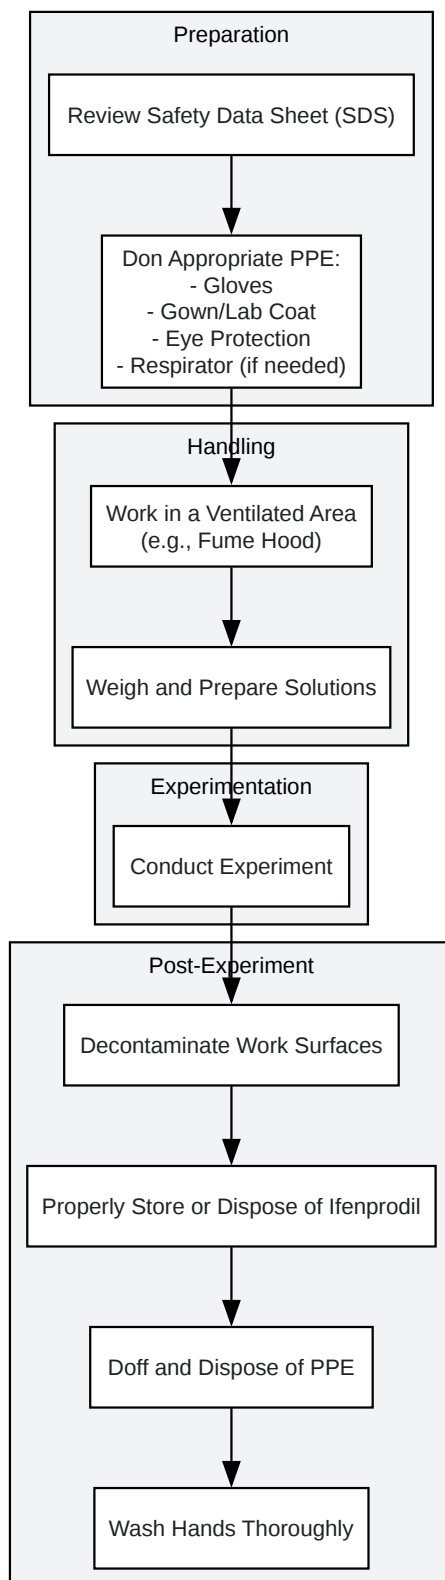 Preparation
Review Safety Data Sheet (SDS)
Don Appropriate PPE:
- Gloves
- Gown/Lab Coat
- Eye Protection
- Respirator (if needed)
Handling
Work in a Ventilated Area
(e.g., Fume Hood)
Weigh and Prepare Solutions
Experimentation
Conduct Experiment
Post-Experiment
Decontaminate Work Surfaces
Properly Store or Dispose of Ifenprodil
Doff and Dispose of PPE
Wash Hands Thoroughly